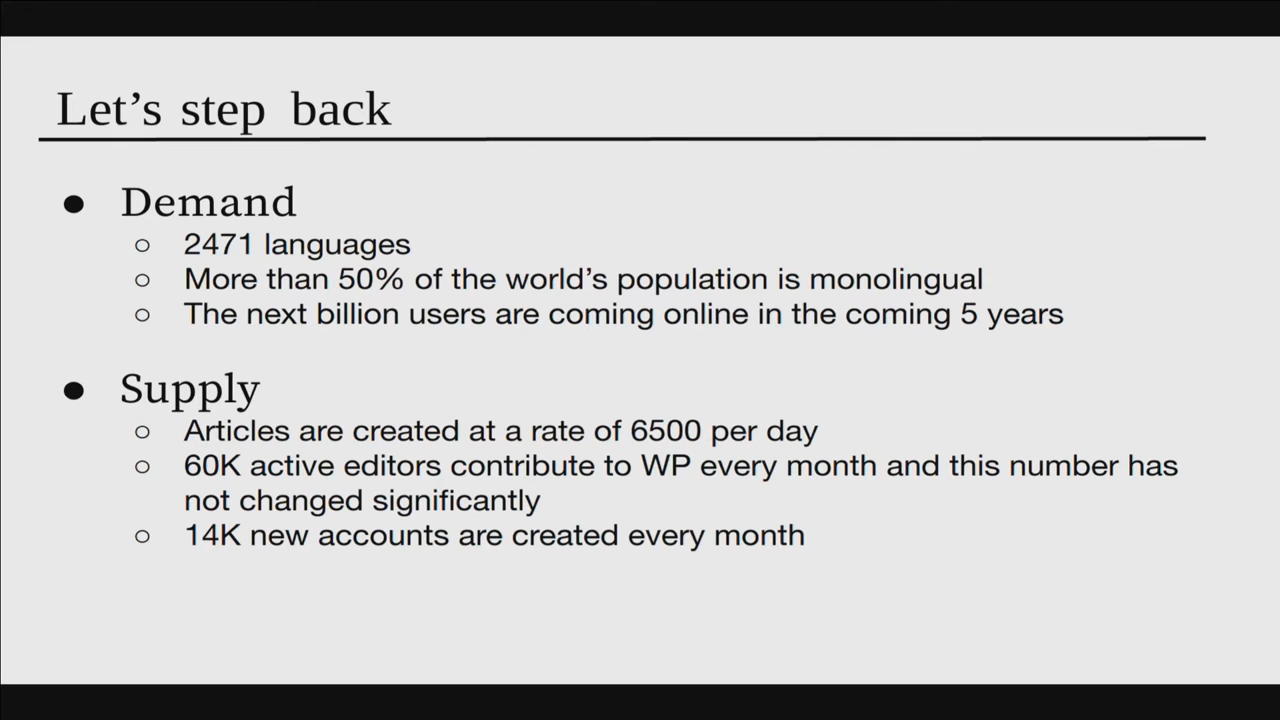 Let’s step back
● Demand
○ 2471 languages
○ More than 50% of the world’s population is monolingual
○ The next billion users are coming online in the coming 5 years
● Supply
○ Articles are created at a rate of 6500 per day
○ 60K active editors contribute to WP every month and this number has
not changed significantly
○ 14K new accounts are created every month